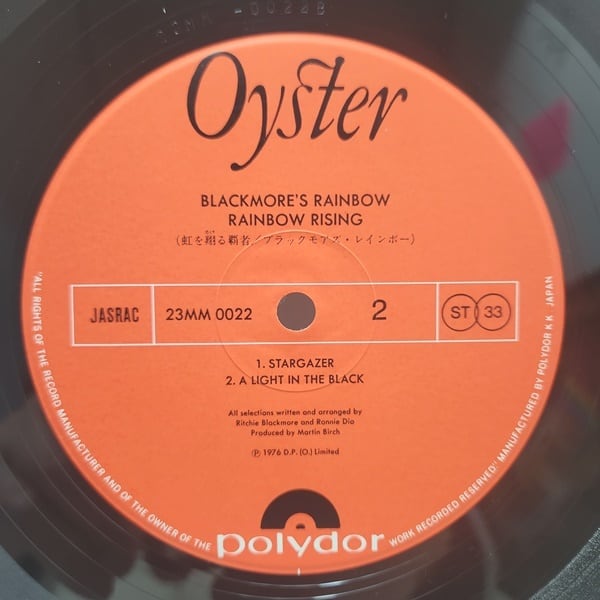 23MM 0022B
Oyster
BLACKMORE'S RAINBOW
RAINBOW RISING
(虹を翔る覇者/ブラックモアズ・レインボー)
JASRAC
23MM 0022
2
ST 33
1. STARGAZER
2. A LIGHT IN THE BLACK
All selections written and arranged by
Ritchie Blackmore and Ronnie Dio
Produced by Martin Birch
Ⓟ 1976 D.P. (O.) Limited
polydor
"ALL RIGHTS OF THE RECORD MANUFACTURER AND OF THE OWNER OF THE WORK RECORDED RESERVED." MANUFACTURED BY POLYDOR K K JAPAN